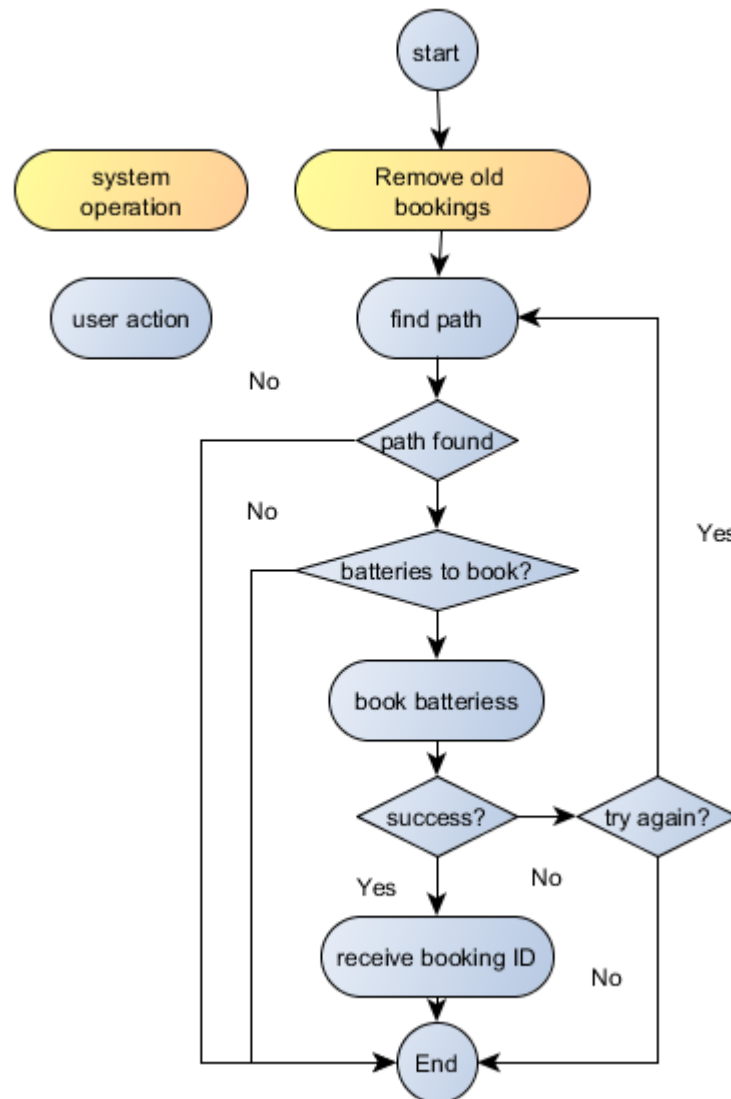 start
system
operation
Remove old
bookings
user action
find path
No
path found
No
Yes
batteries to book?
book batteriess
success?
try again?
Yes
No
receive booking ID
No
End